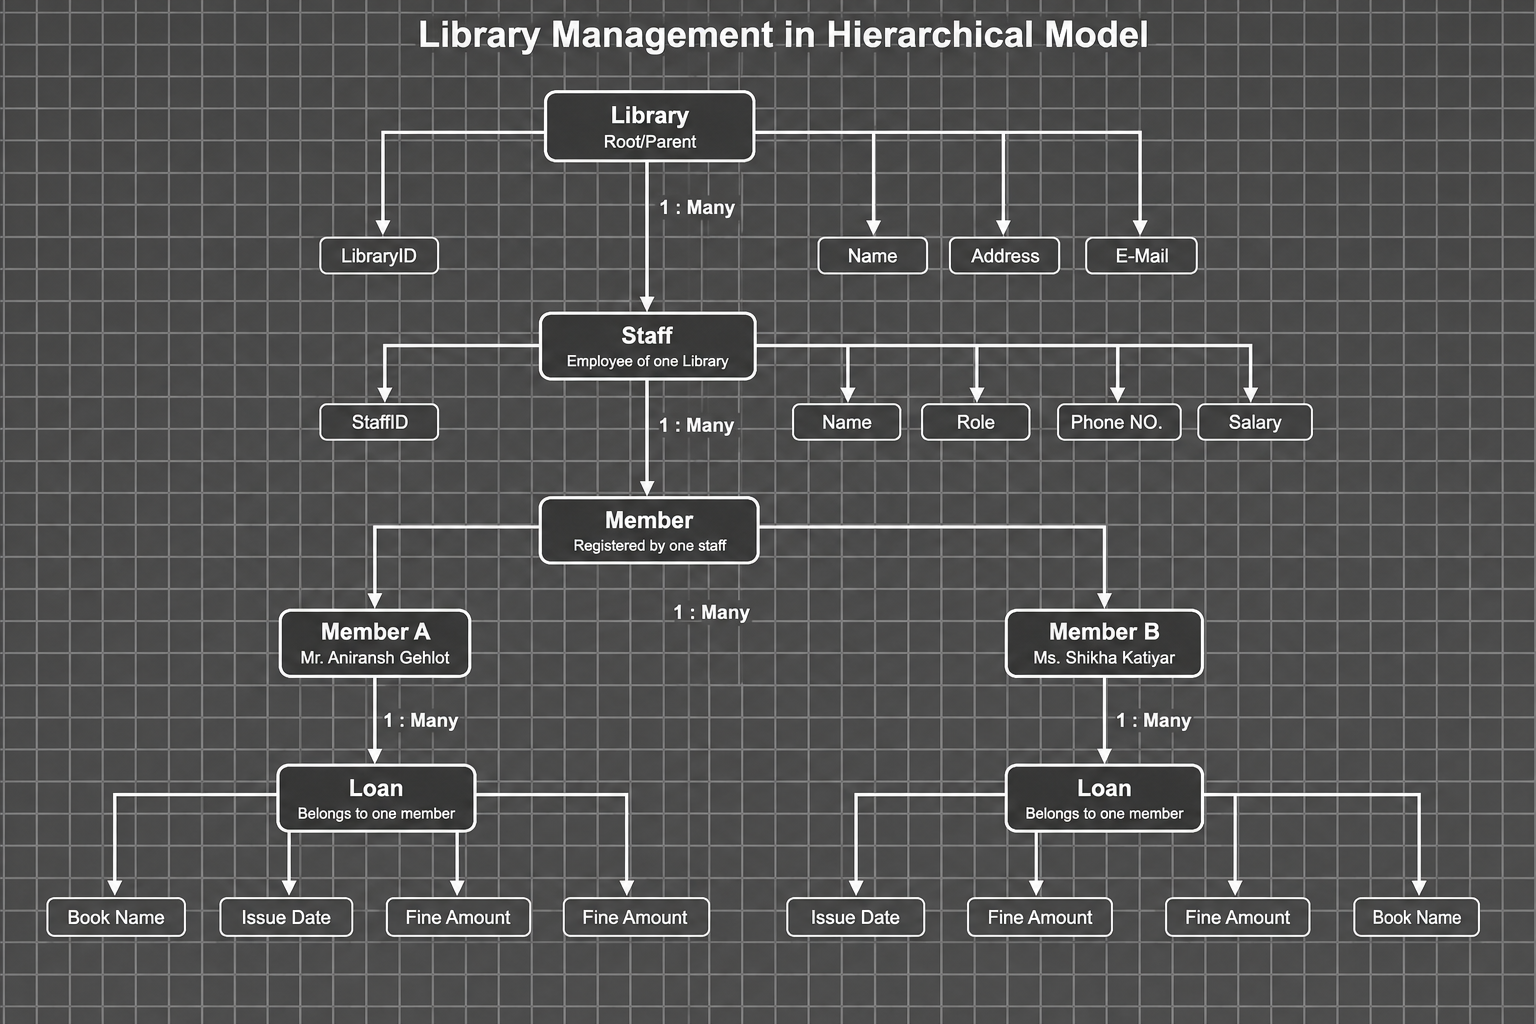 Library Management in Hierarchical Model
Library
Root/Parent
1 : Many
LibraryID
Name
Address
E-Mail
Staff
Employee of one Library
StaffID
1 : Many
Name
Role
Phone NO.
Salary
Member
Registered by one staff
1 : Many
Member A
Mr. Aniransh Gehlot
Member B
Ms. Shikha Katiyar
1 : Many
1 : Many
Loan
Belongs to one member
Loan
Belongs to one member
Book Name
Issue Date
Fine Amount
Fine Amount
Issue Date
Fine Amount
Fine Amount
Book Name